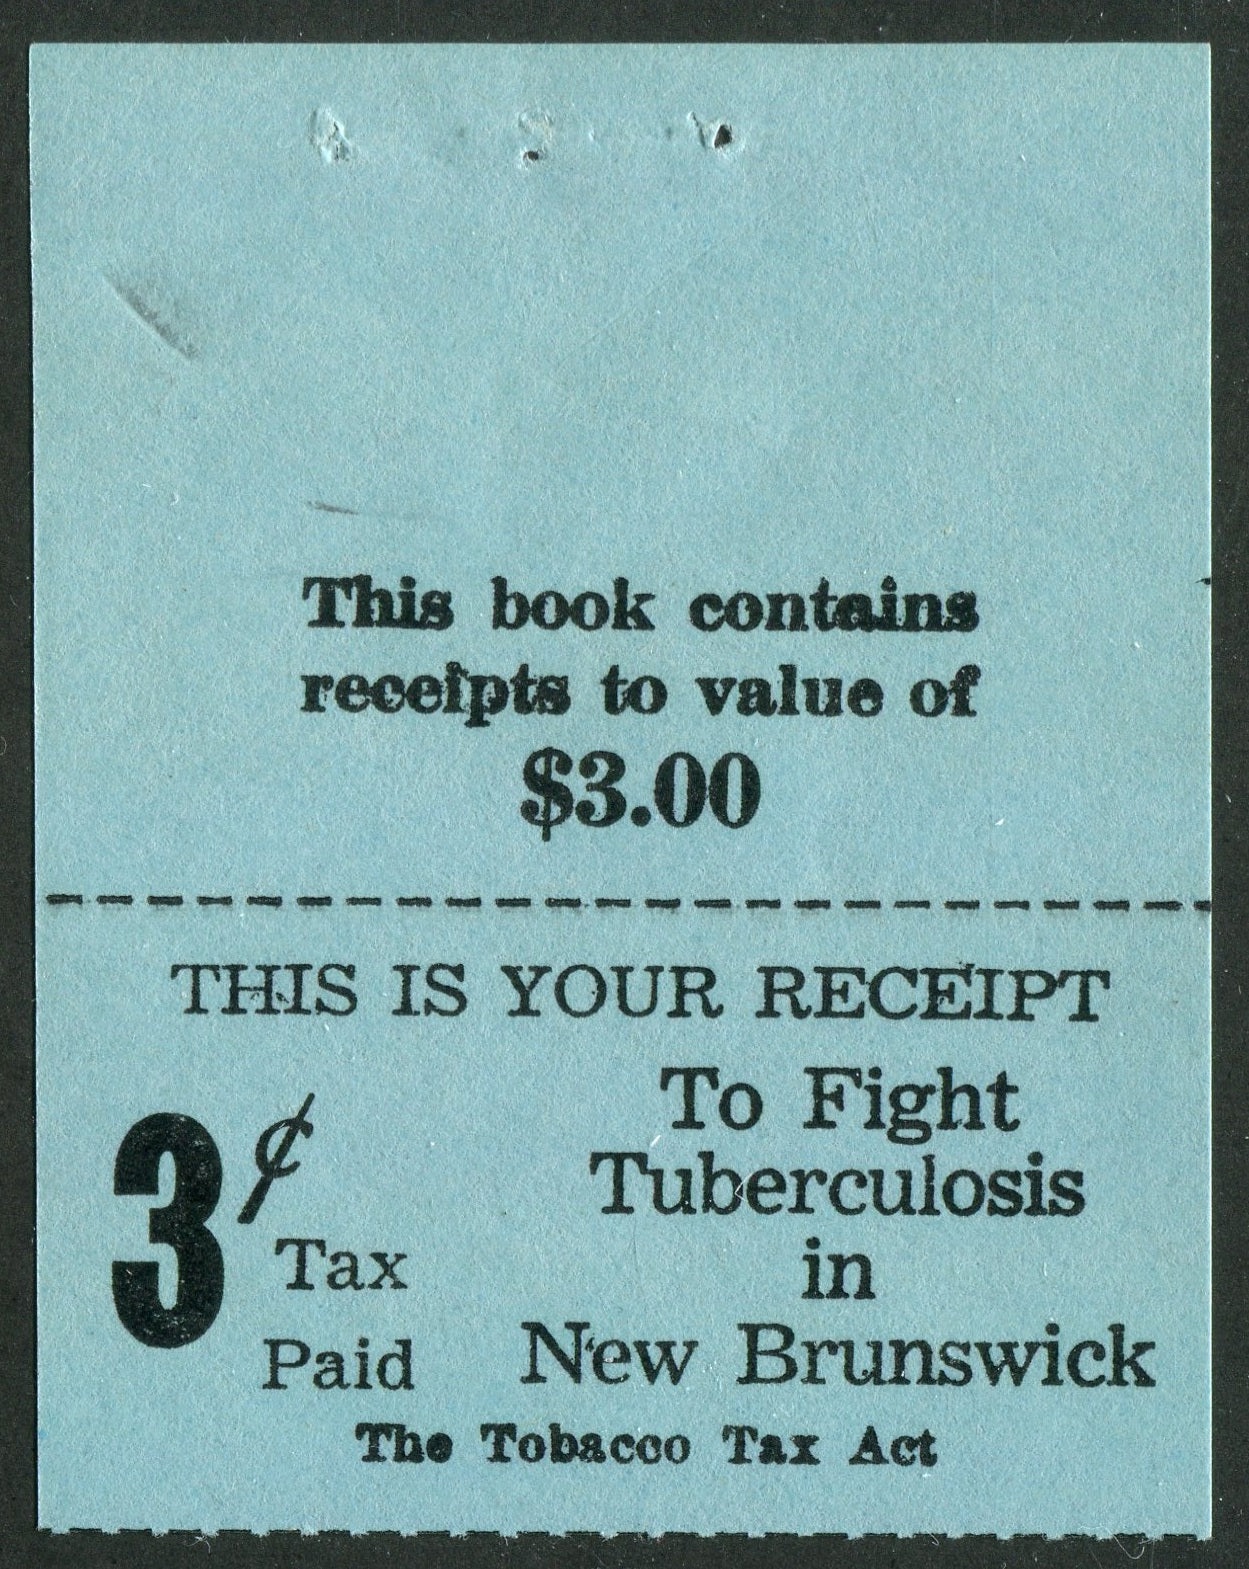 This book contains
receipts to value of
$3.00
THIS IS YOUR RECEIPT
3¢
Tax
Paid
To Fight
Tuberculosis
in
New Brunswick
The Tobacco Tax Act